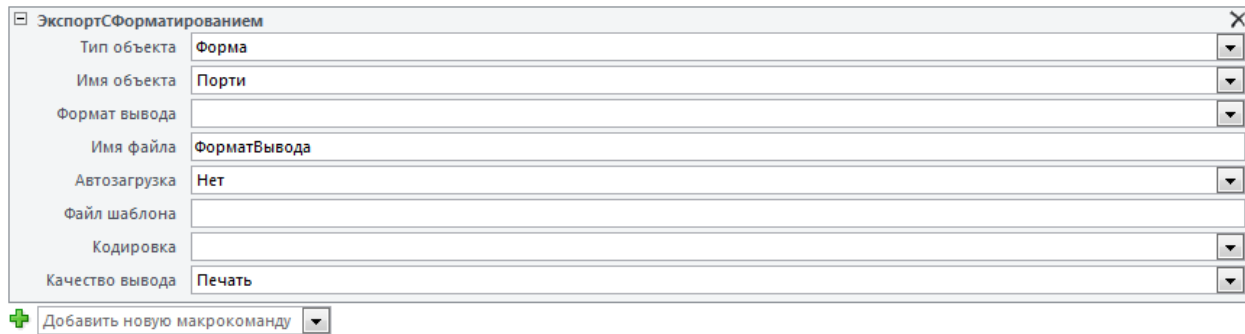 ЭкспортСФорматированием
Тип объекта Форма
Имя объекта Порти
Формат вывода
Имя файла ФорматВывода
Автозагрузка Нет
Файл шаблона
Кодировка
Качество вывода Печать
Добавить новую макрокоманду